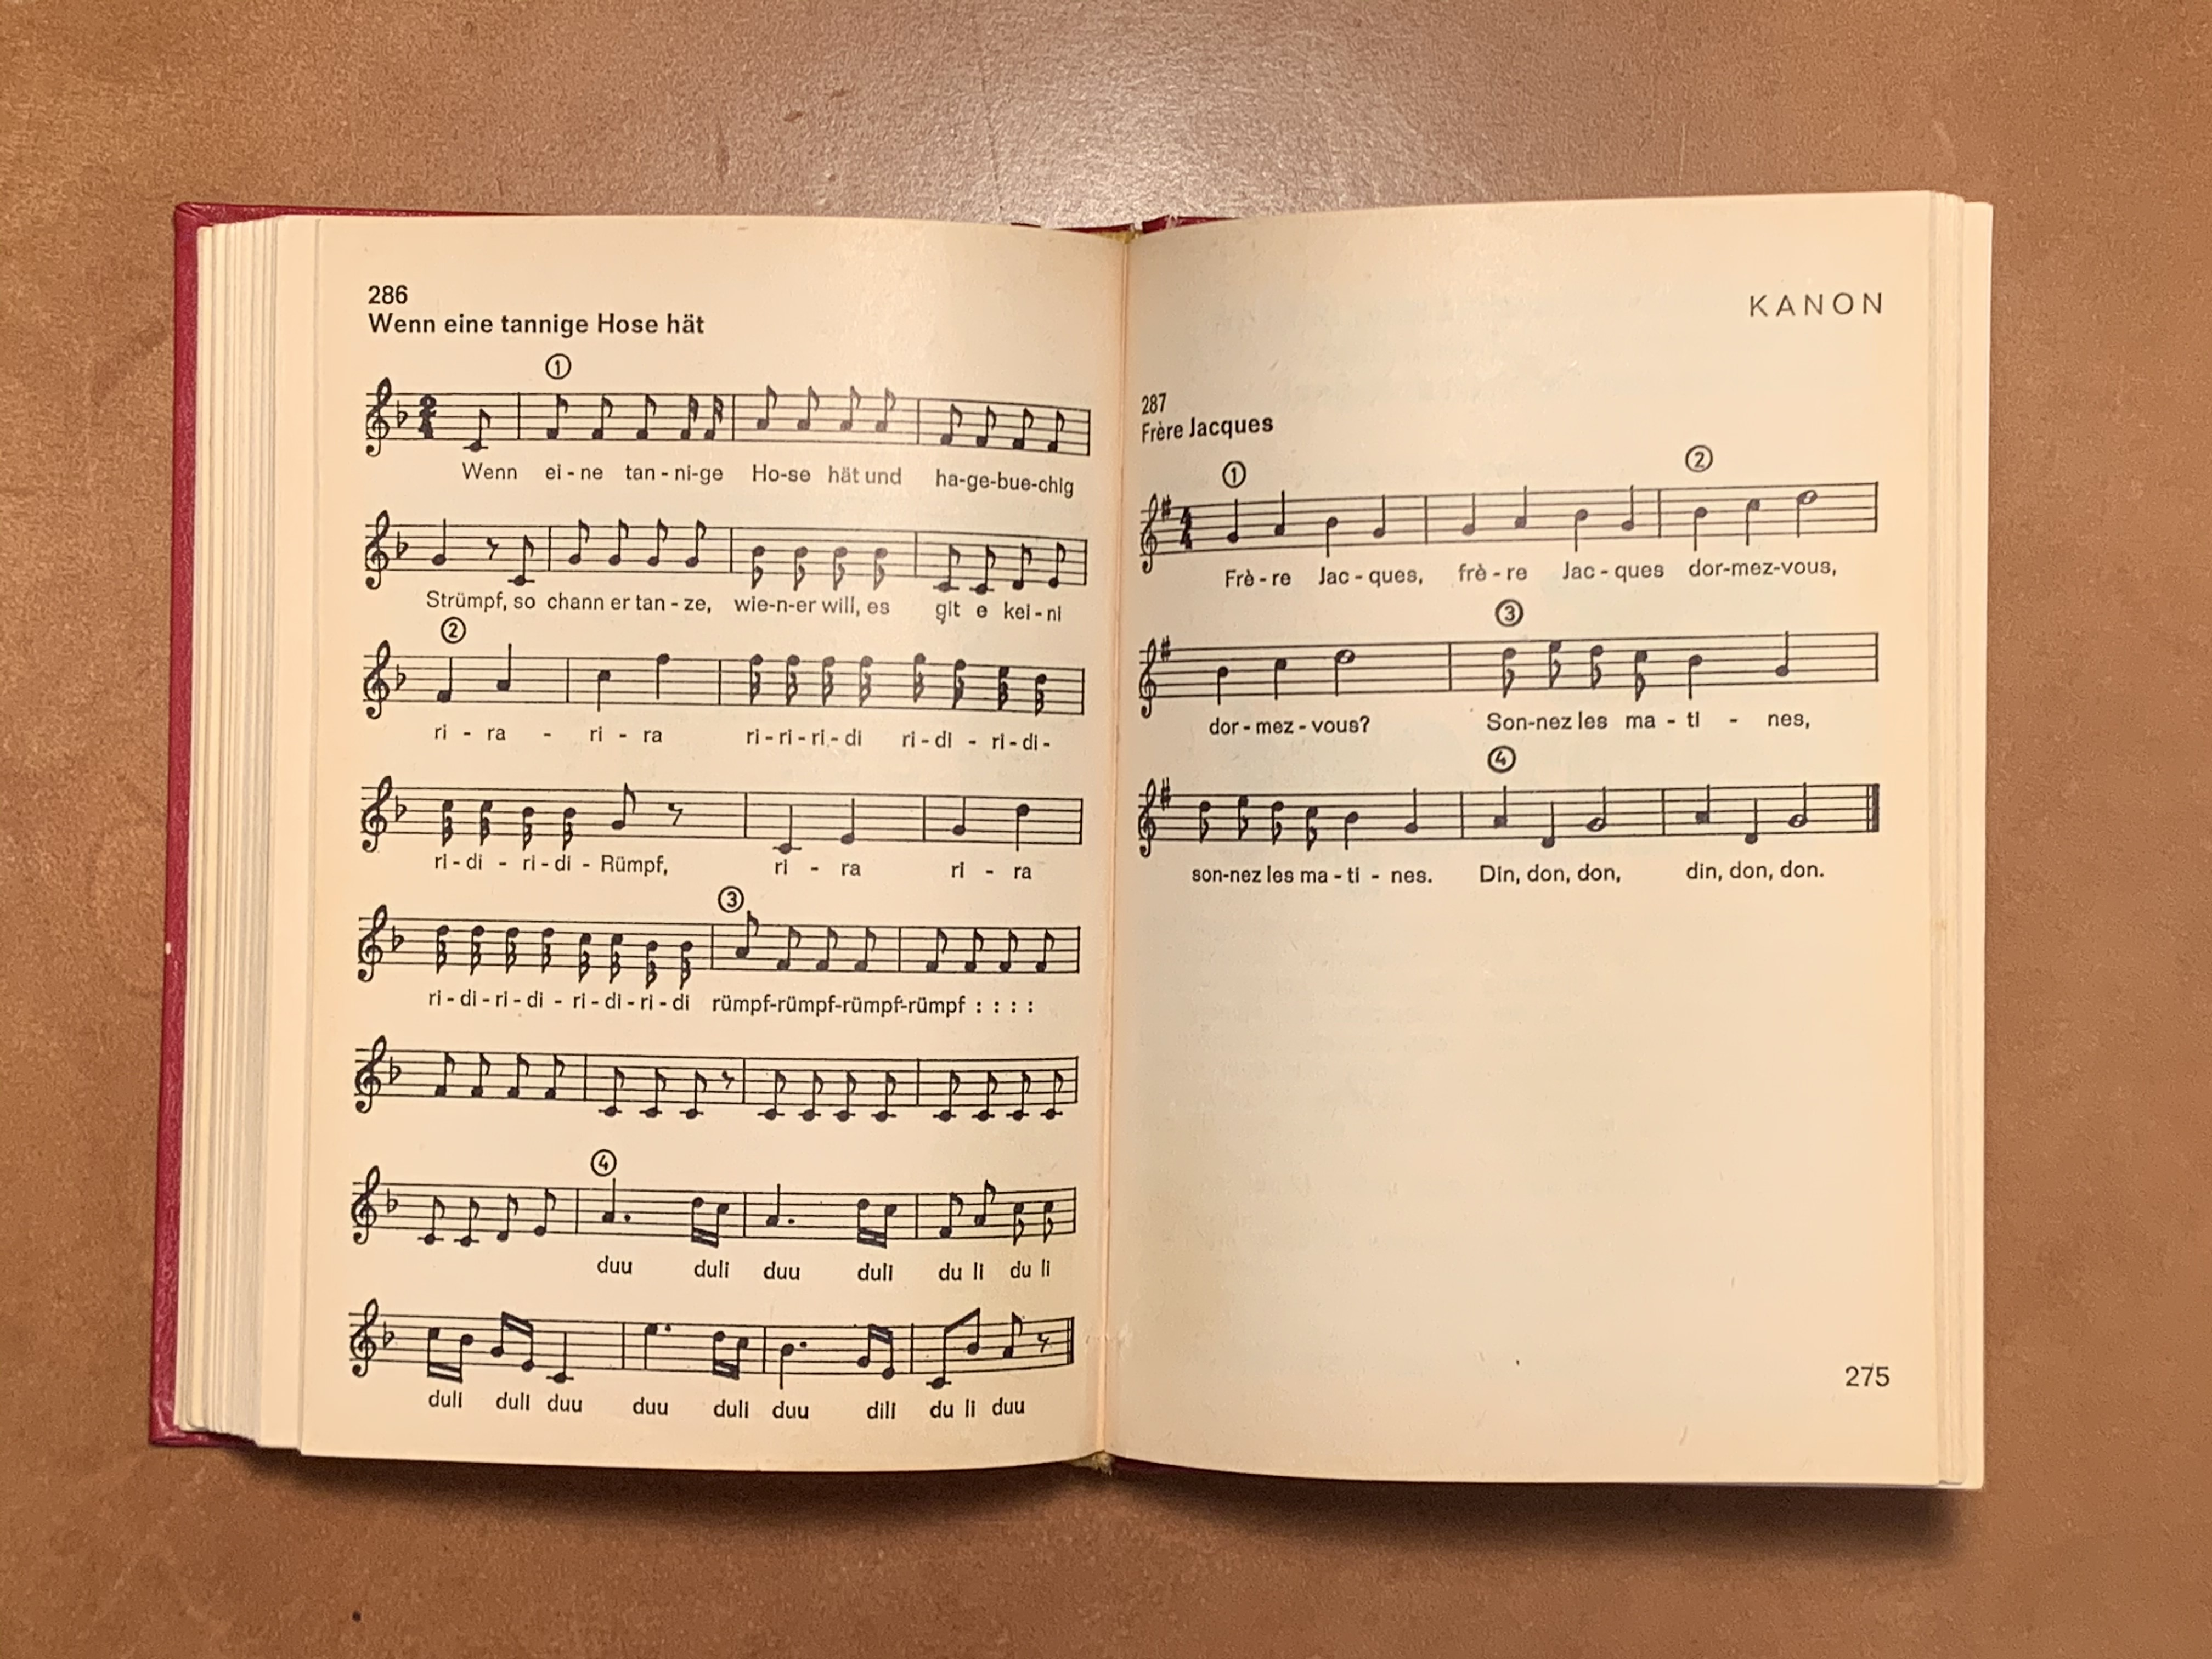 286
Wenn eine tannige Hose hät
①
2/4
Wenn ei - ne tan - ni - ge Ho-se hät und ha-ge-bue-chig
Strümpf, so chann er tan - ze, wie-n-er will, es git e kei - ni
②
ri - ra - ri - ra ri - ri - ri - di ri - di - ri - di -
ri - di - ri - di - Rümpf, ri - ra ri - ra
③
ri - di - ri - di - ri - di - ri - di rümpf-rümpf-rümpf-rümpf : : : :
④
duu duli duu duli du li du li
duli duli duu duu duli duu dili du li duu
KANON
287
Frère Jacques
① ②
4/4
Frè - re Jac - ques, frè - re Jac - ques dor-mez-vous,
③
dor - mez - vous? Son-nez les ma - ti - nes,
④
son-nez les ma - ti - nes. Din, don, don, din, don, don.
275